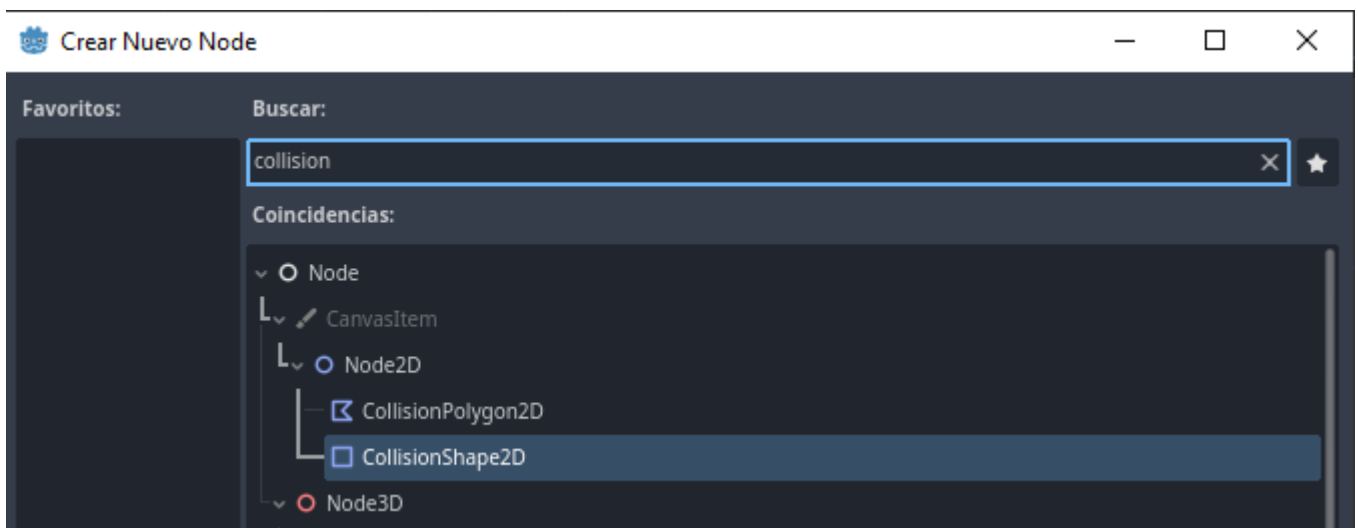 Crear Nuevo Node
Favoritos:
Buscar:
collision
Coincidencias:
Node
CanvasItem
Node2D
CollisionPolygon2D
CollisionShape2D
Node3D